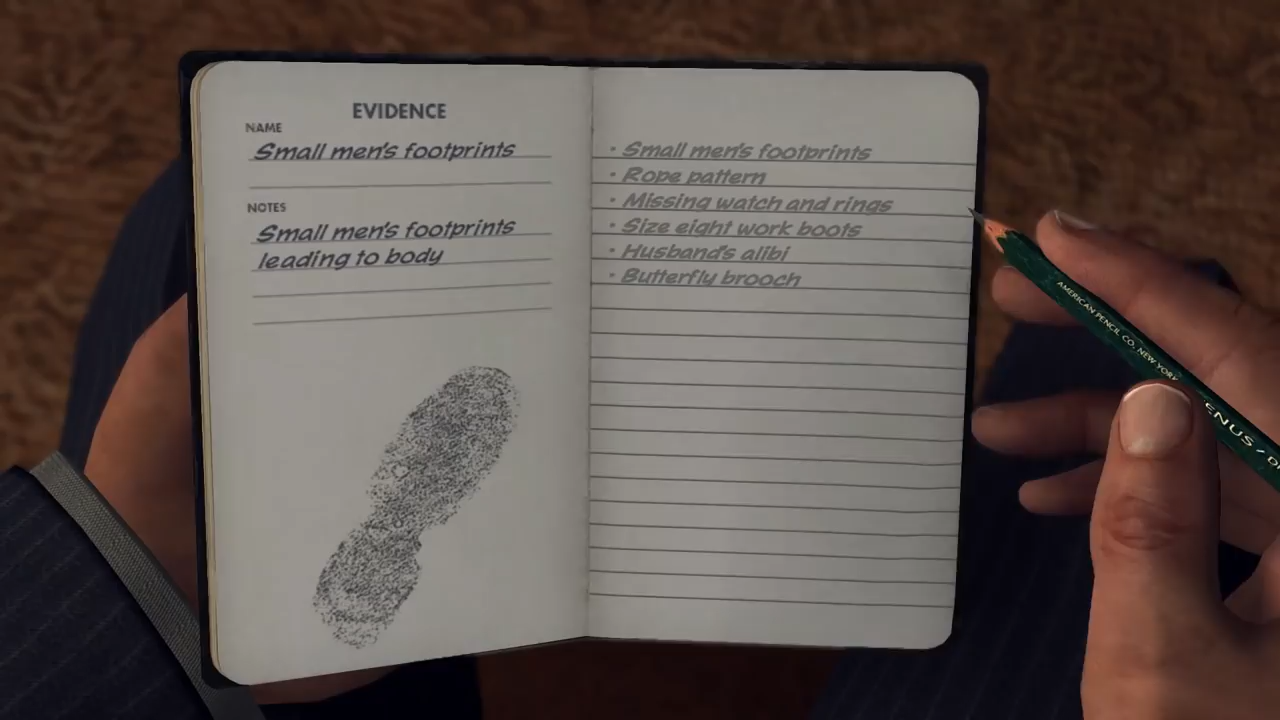 EVIDENCE
NAME
Small men's footprints
NOTES
Small men's footprints
leading to body
• Small men's footprints
• Rope pattern
• Missing watch and rings
• Size eight work boots
• Husband's alibi
• Butterfly brooch
AMERICAN PENCIL CO. NEW YORK